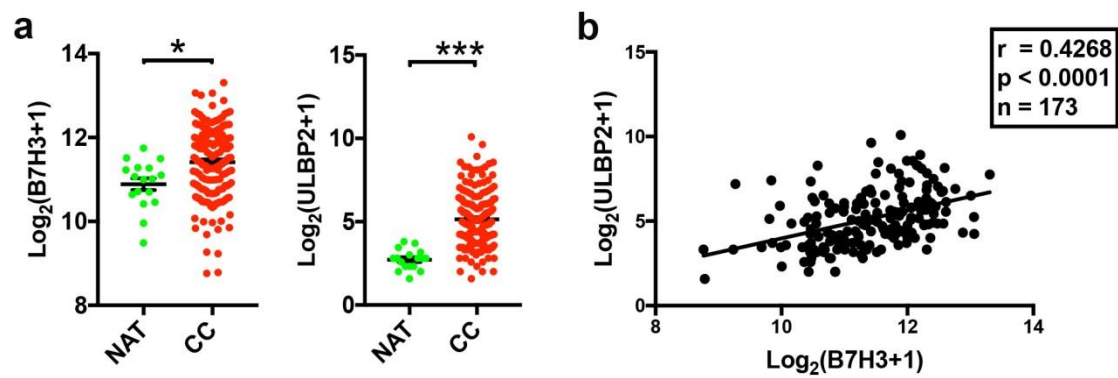 a
Log2(B7H3+1)
14
12
10
8
*
NAT
CC
Log2(ULBP2+1)
15
10
5
0
***
NAT
CC
b
Log2(ULBP2+1)
15
10
5
0
8
10
12
14
Log2(B7H3+1)
r = 0.4268
p < 0.0001
n = 173